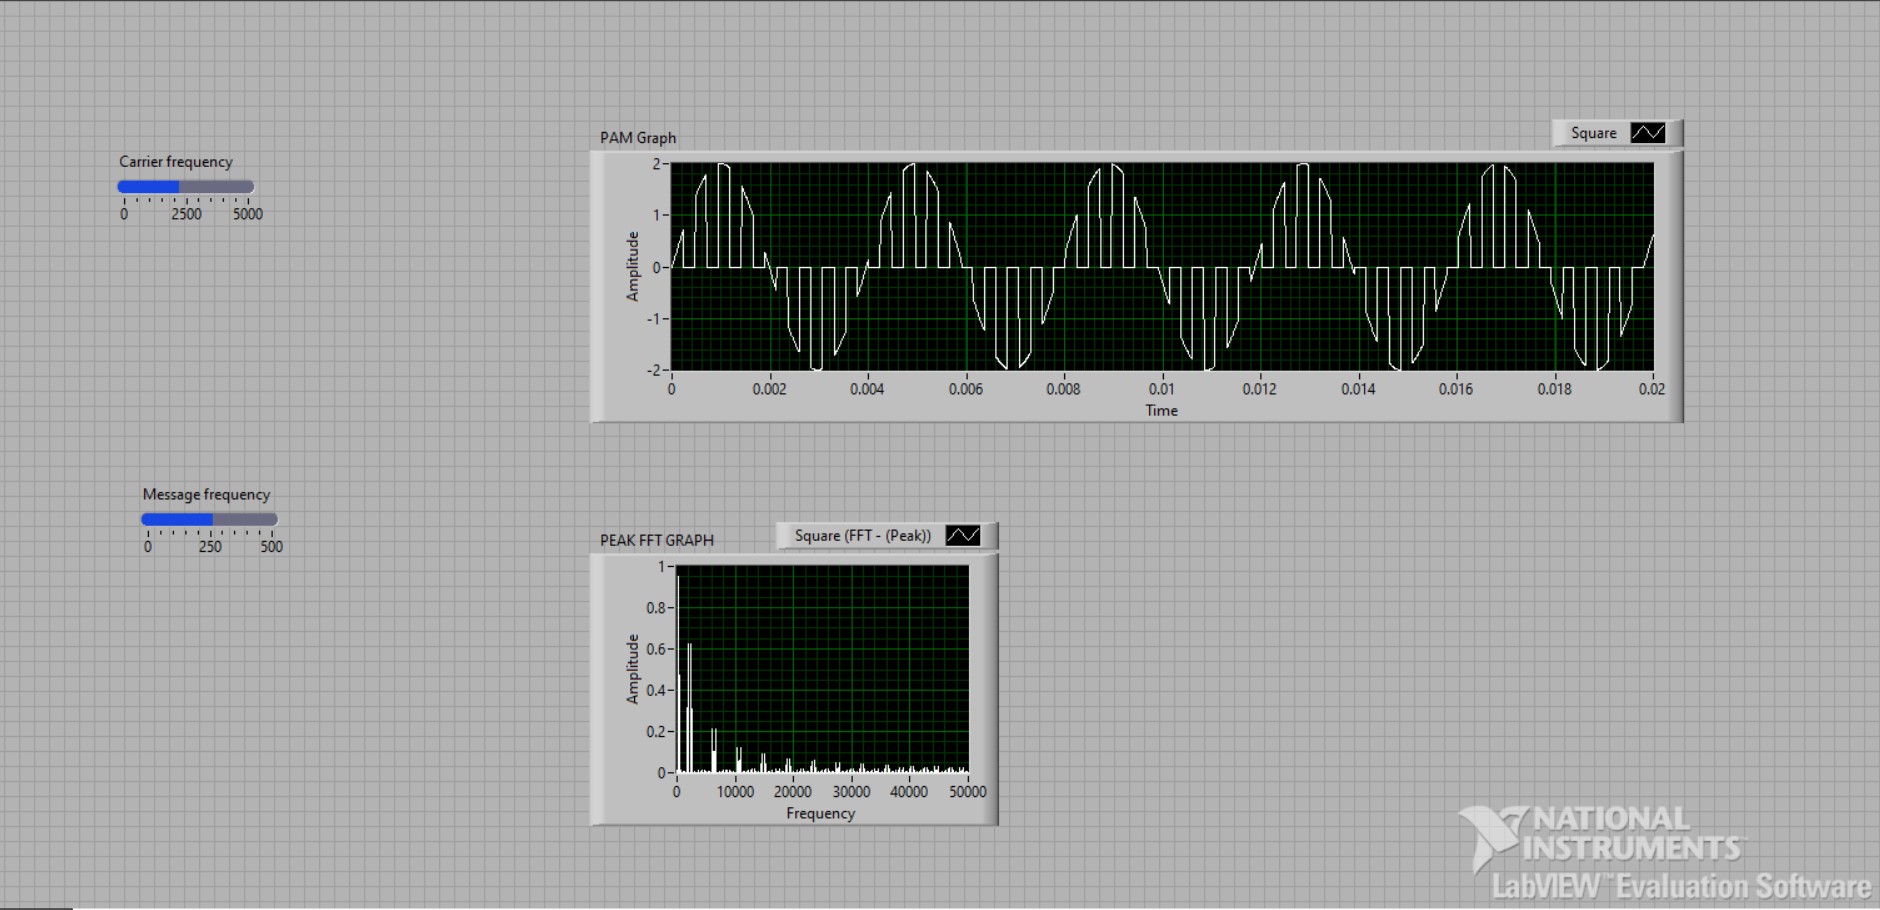 Carrier frequency
0 2500 5000
Message frequency
0 250 500
PAM Graph
Square
Amplitude
2
1
0
-1
-2
0 0.002 0.004 0.006 0.008 0.01 0.012 0.014 0.016 0.018 0.02
Time
PEAK FFT GRAPH
Square (FFT - (Peak))
Amplitude
1
0.8
0.6
0.4
0.2
0
0 10000 20000 30000 40000 50000
Frequency
NATIONAL
INSTRUMENTS™
LabVIEW™ Evaluation Software